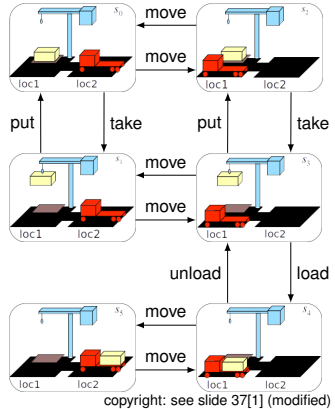 s₀
move
s₂
move
loc1 loc2
loc1 loc2
put
take
put
take
s₁
move
s₃
move
loc1 loc2
loc1 loc2
unload
load
s₅
move
s₄
move
loc1 loc2
loc1 loc2
copyright: see slide 37[1] (modified)